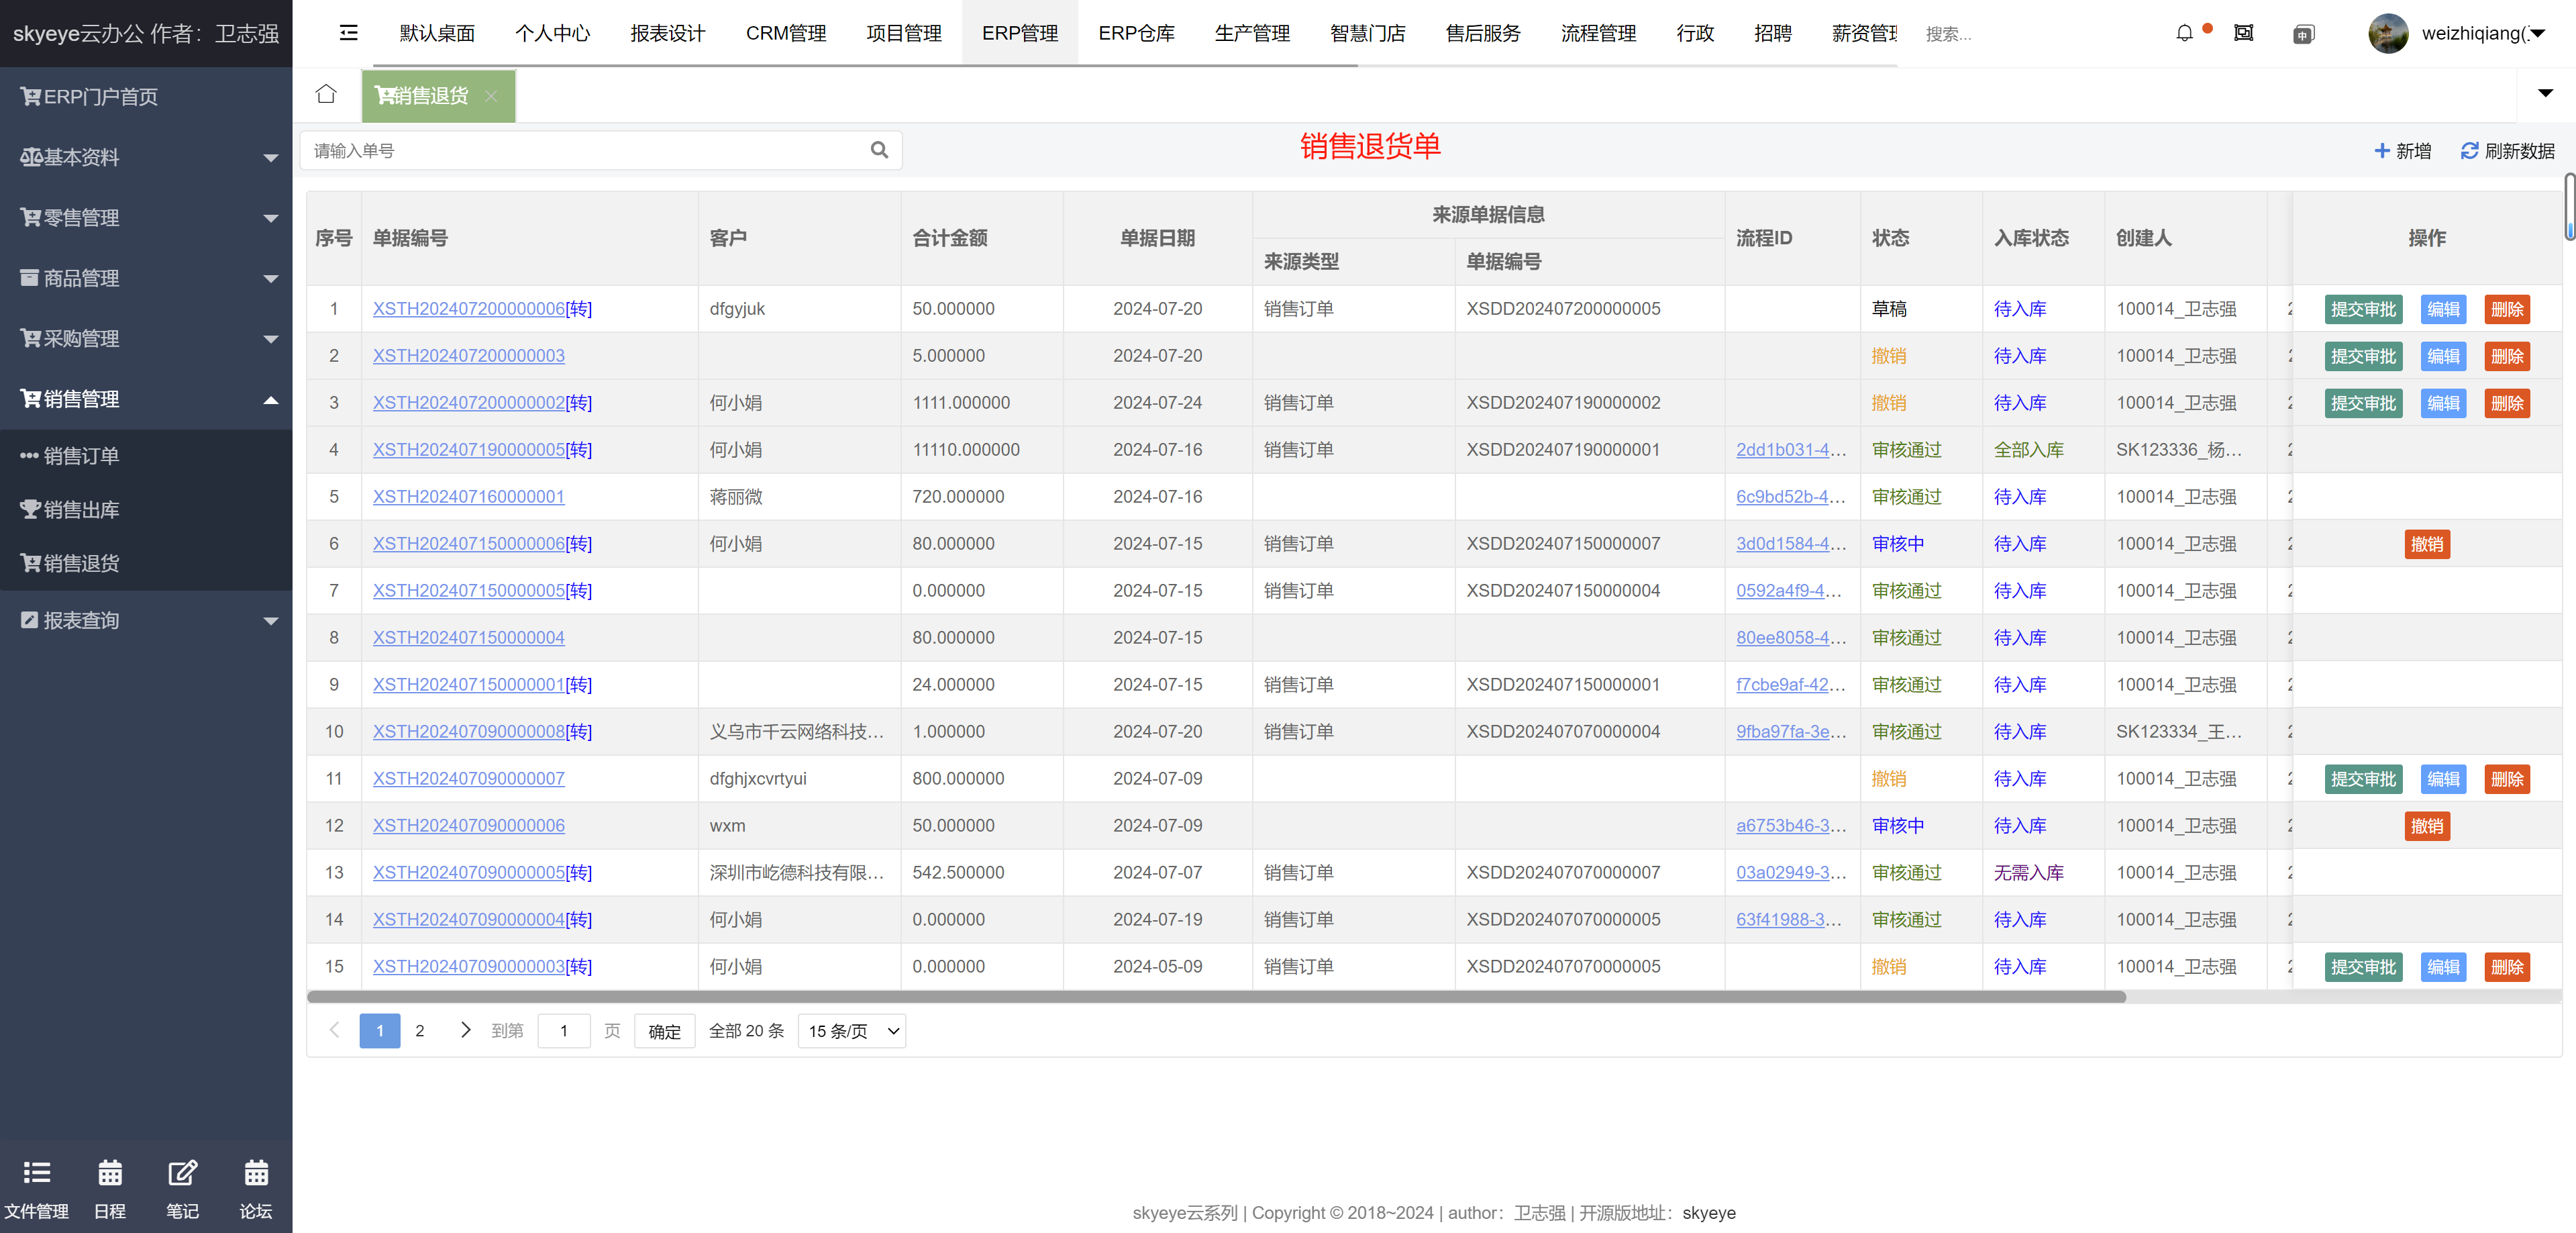 skyeye云办公 作者：卫志强
默认桌面 个人中心 报表设计 CRM管理 项目管理 ERP管理 ERP仓库 生产管理 智慧门店 售后服务 流程管理 行政 招聘 薪资管理 搜索... weizhiqiang(
ERP门户首页
基本资料
零售管理
商品管理
采购管理
销售管理
销售订单
销售出库
销售退货
报表查询
文件管理 日程 笔记 论坛
销售退货
请输入单号 销售退货单 新增 刷新数据
序号 单据编号 客户 合计金额 单据日期 来源单据信息 流程ID 状态 入库状态 创建人 操作
来源类型 单据编号
1 XSTH202407200000006[转] dfgyjuk 50.000000 2024-07-20 销售订单 XSDD202407200000005 草稿 待入库 100014_卫志强 2 提交审批 编辑 删除
2 XSTH202407200000003 5.000000 2024-07-20 撤销 待入库 100014_卫志强 2 提交审批 编辑 删除
3 XSTH202407200000002[转] 何小娟 1111.000000 2024-07-24 销售订单 XSDD202407190000002 撤销 待入库 100014_卫志强 2 提交审批 编辑 删除
4 XSTH202407190000005[转] 何小娟 11110.000000 2024-07-16 销售订单 XSDD202407190000001 2dd1b031-4... 审核通过 全部入库 SK123336_杨... 2
5 XSTH202407160000001 蒋丽微 720.000000 2024-07-16 6c9bd52b-4... 审核通过 待入库 100014_卫志强 2
6 XSTH202407150000006[转] 何小娟 80.000000 2024-07-15 销售订单 XSDD202407150000007 3d0d1584-4... 审核中 待入库 100014_卫志强 2 撤销
7 XSTH202407150000005[转] 0.000000 2024-07-15 销售订单 XSDD202407150000004 0592a4f9-4... 审核通过 待入库 100014_卫志强 2
8 XSTH202407150000004 80.000000 2024-07-15 80ee8058-4... 审核通过 待入库 100014_卫志强 2
9 XSTH202407150000001[转] 24.000000 2024-07-15 销售订单 XSDD202407150000001 f7cbe9af-42... 审核通过 待入库 100014_卫志强 2
10 XSTH202407090000008[转] 义乌市千云网络科技... 1.000000 2024-07-20 销售订单 XSDD202407070000004 9fba97fa-3e... 审核通过 待入库 SK123334_王... 2
11 XSTH202407090000007 dfghjxcvrtyui 800.000000 2024-07-09 撤销 待入库 100014_卫志强 2 提交审批 编辑 删除
12 XSTH202407090000006 wxm 50.000000 2024-07-09 a6753b46-3... 审核中 待入库 100014_卫志强 2 撤销
13 XSTH202407090000005[转] 深圳市屹德科技有限... 542.500000 2024-07-07 销售订单 XSDD202407070000007 03a02949-3... 审核通过 无需入库 100014_卫志强 2
14 XSTH202407090000004[转] 何小娟 0.000000 2024-07-19 销售订单 XSDD202407070000005 63f41988-3... 审核通过 待入库 100014_卫志强 2
15 XSTH202407090000003[转] 何小娟 0.000000 2024-05-09 销售订单 XSDD202407070000005 撤销 待入库 100014_卫志强 2 提交审批 编辑 删除
1 2 到第 1 页 确定 全部 20 条 15 条/页
skyeye云系列 | Copyright © 2018~2024 | author：卫志强 | 开源版地址：skyeye